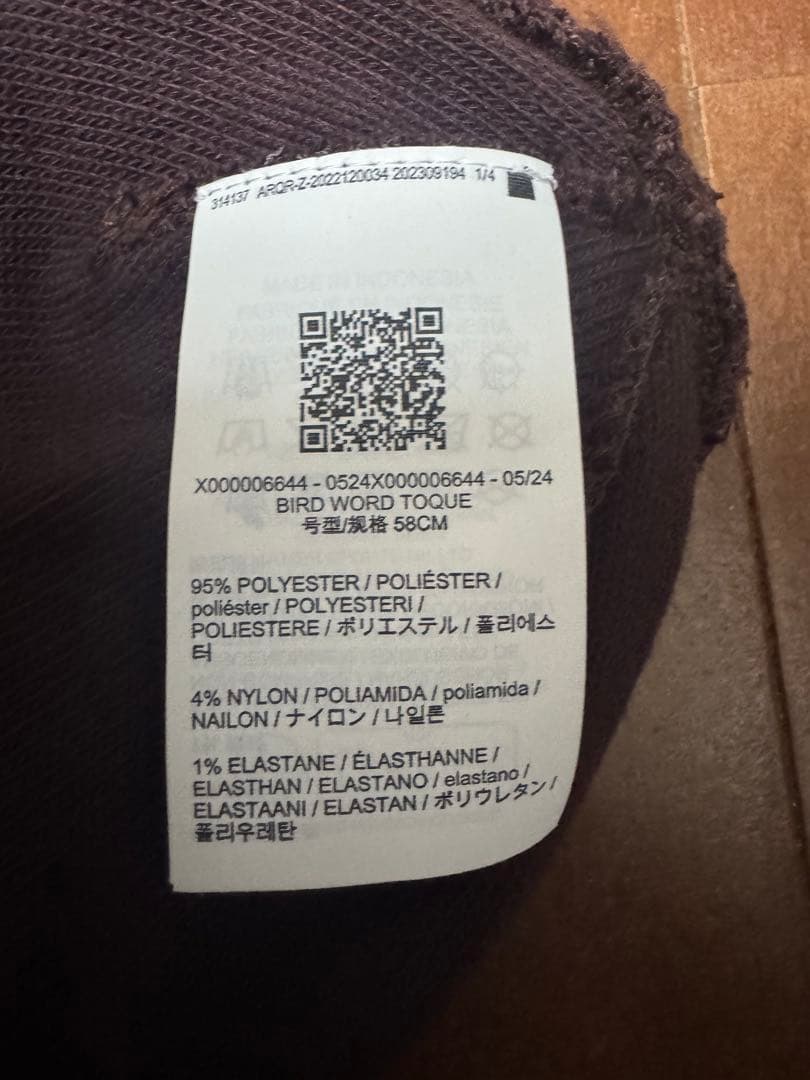 314137 ARQR-Z-2022120034 202309194 1/4
X000006644 - 0524X000006644 - 05/24
BIRD WORD TOQUE
号型/规格 58CM
95% POLYESTER / POLIÉSTER /
poliéster / POLYESTERI /
POLIESTERE / ポリエステル / 폴리에스
터
4% NYLON / POLIAMIDA / poliamida /
NAILON / ナイロン / 나일론
1% ELASTANE / ÉLASTHANNE /
ELASTHAN / ELASTANO / elastano /
ELASTAANI / ELASTAN / ポリウレタン /
폴리우레탄